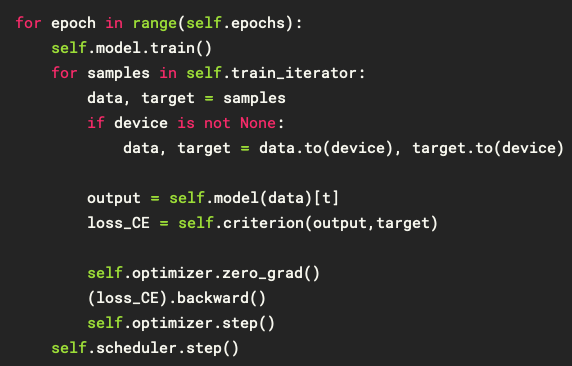 for epoch in range(self.epochs):
    self.model.train()
    for samples in self.train_iterator:
        data, target = samples
        if device is not None:
            data, target = data.to(device), target.to(device)

        output = self.model(data)[t]
        loss_CE = self.criterion(output,target)

        self.optimizer.zero_grad()
        (loss_CE).backward()
        self.optimizer.step()
    self.scheduler.step()